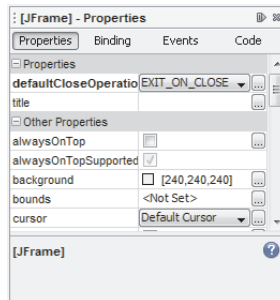 [JFrame] - Properties
Properties Binding Events Code
Properties
defaultCloseOperatio EXIT_ON_CLOSE ...
title ...
Other Properties
alwaysOnTop ...
alwaysOnTopSupported
background [240,240,240] ...
bounds <Not Set> ...
cursor Default Cursor ...
[JFrame] ?